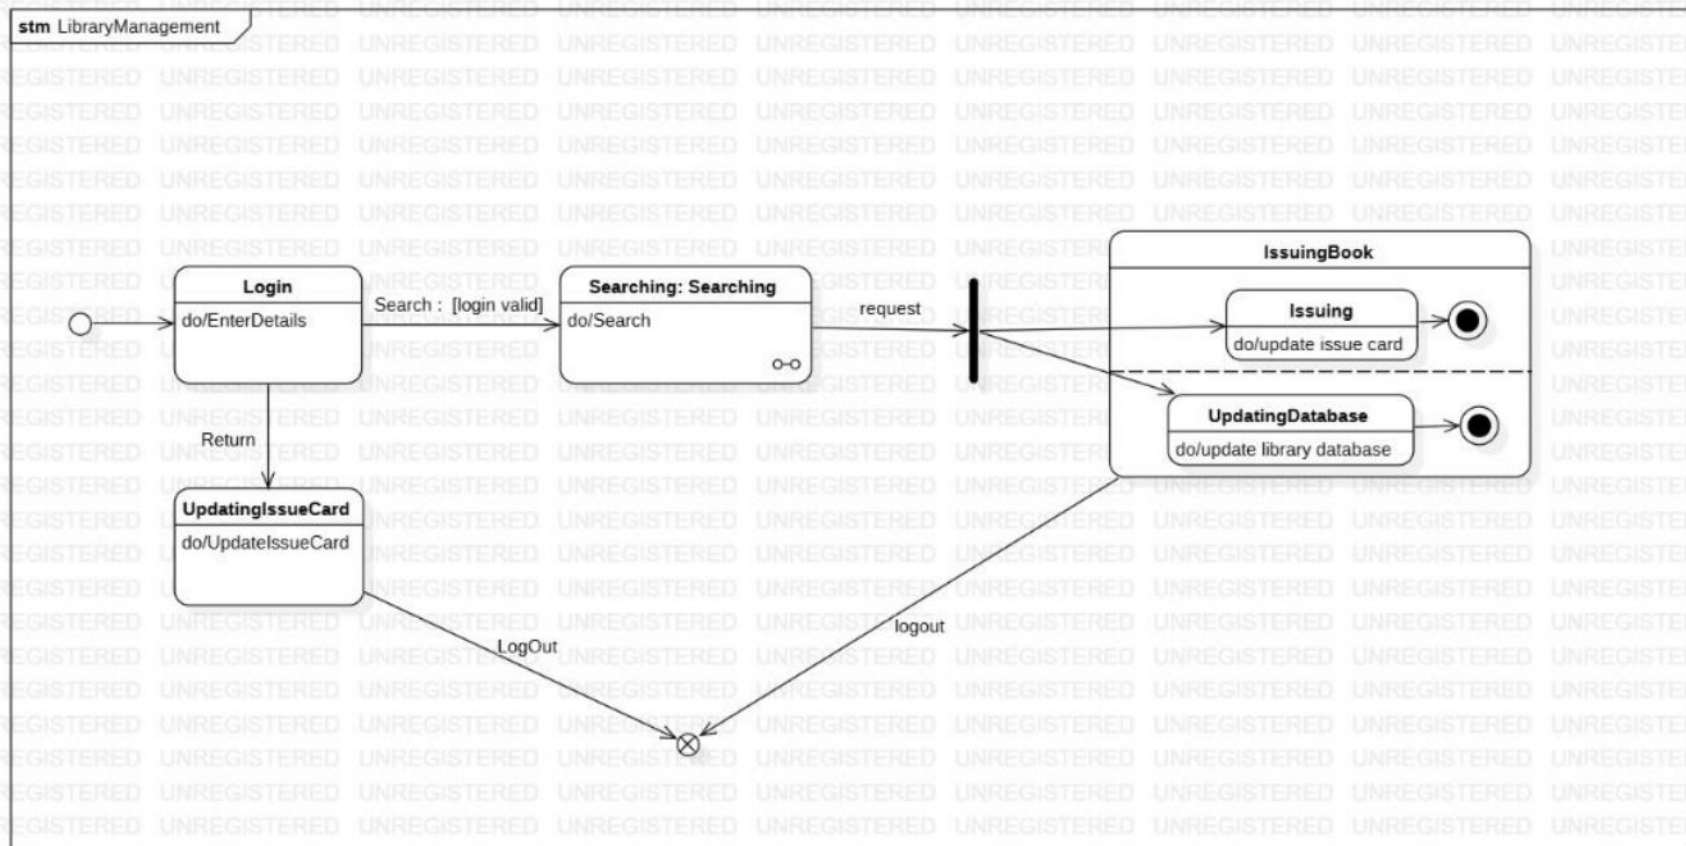 stm LibraryManagement
IssuingBook
Login
do/EnterDetails
Search : [login valid]
Searching: Searching
do/Search
request
Issuing
do/update issue card
UpdatingDatabase
do/update library database
Return
UpdatingIssueCard
do/UpdateIssueCard
LogOut
logout
UNREGISTERED